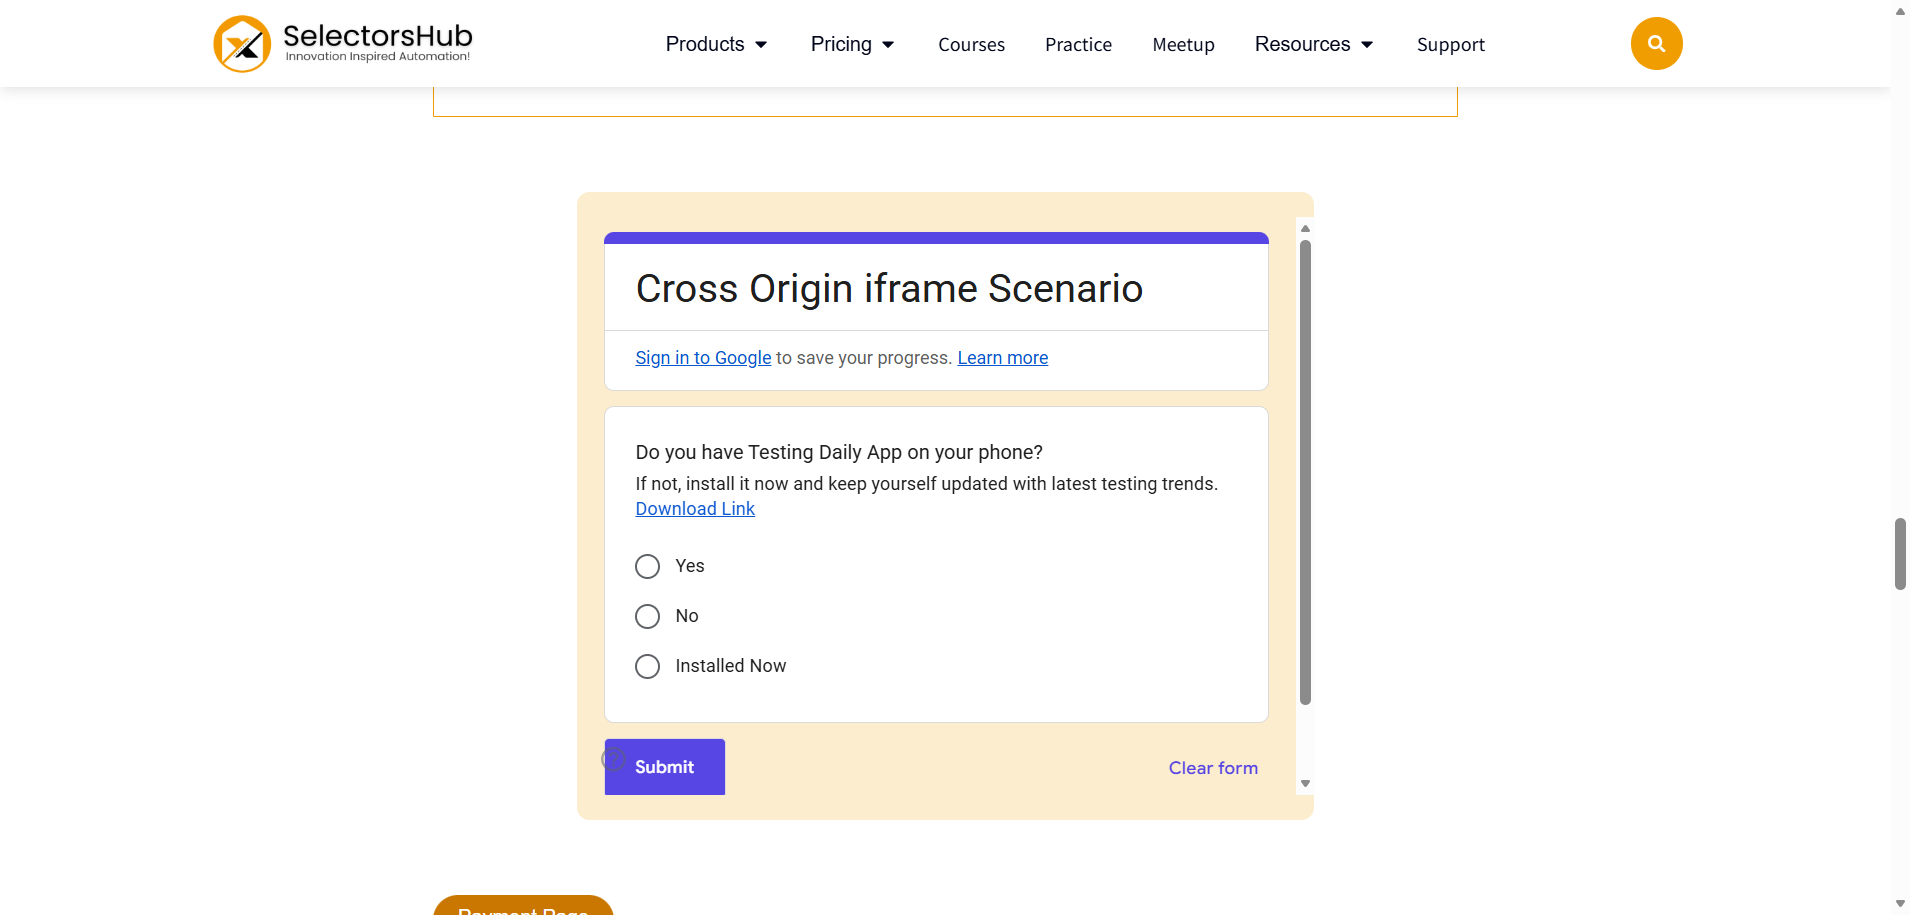 SelectorsHub
Innovation Inspired Automation!
Products
Pricing
Courses
Practice
Meetup
Resources
Support
Cross Origin iframe Scenario
Sign in to Google to save your progress. Learn more
Do you have Testing Daily App on your phone?
If not, install it now and keep yourself updated with latest testing trends.
Download Link
Yes
No
Installed Now
Submit
Clear form
Payment Page